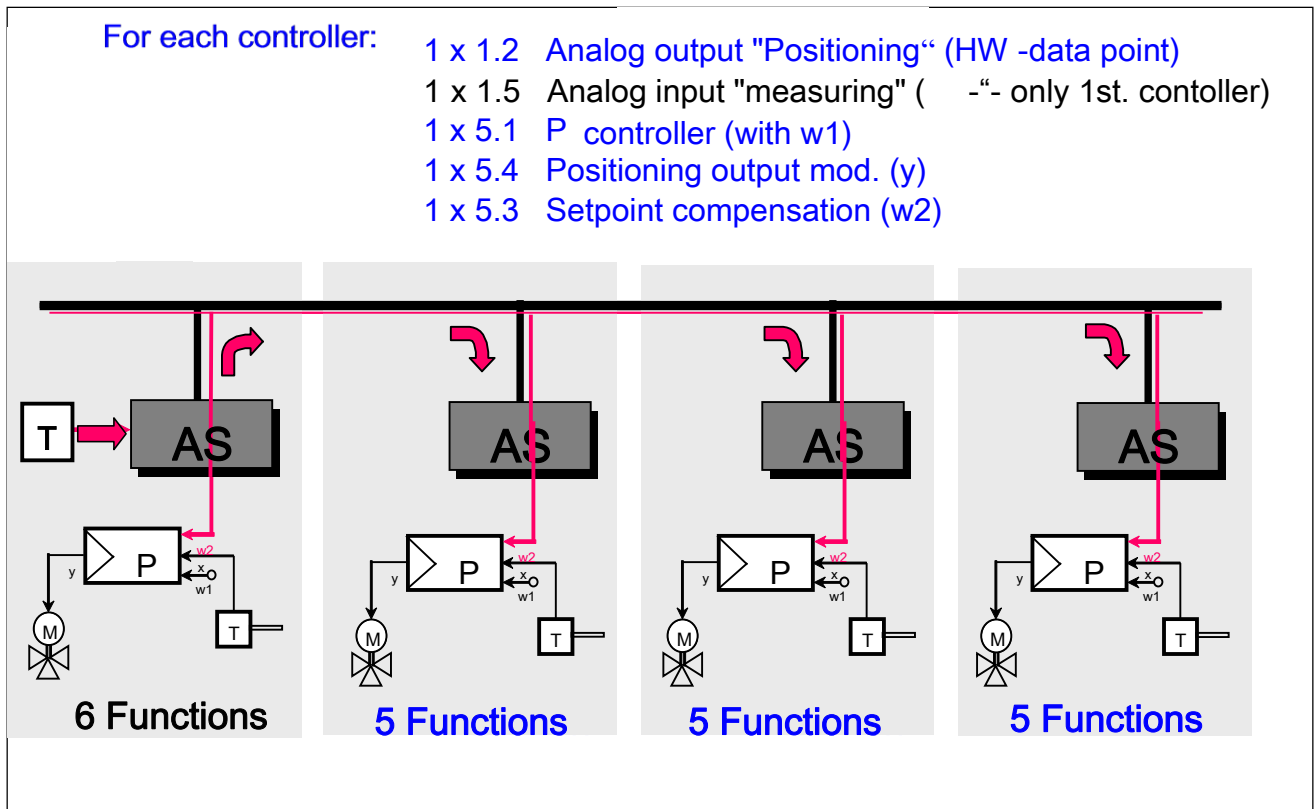 For each controller:
1 x 1.2 Analog output "Positioning“ (HW -data point)
1 x 1.5 Analog input "measuring" ( -“- only 1st. contoller)
1 x 5.1 P controller (with w1)
1 x 5.4 Positioning output mod. (y)
1 x 5.3 Setpoint compensation (w2)
T AS AS AS AS
P P P P
w2 w2 w2 w2
y x y x y x y x
w1 w1 w1 w1
M T M T M T M T
6 Functions 5 Functions 5 Functions 5 Functions